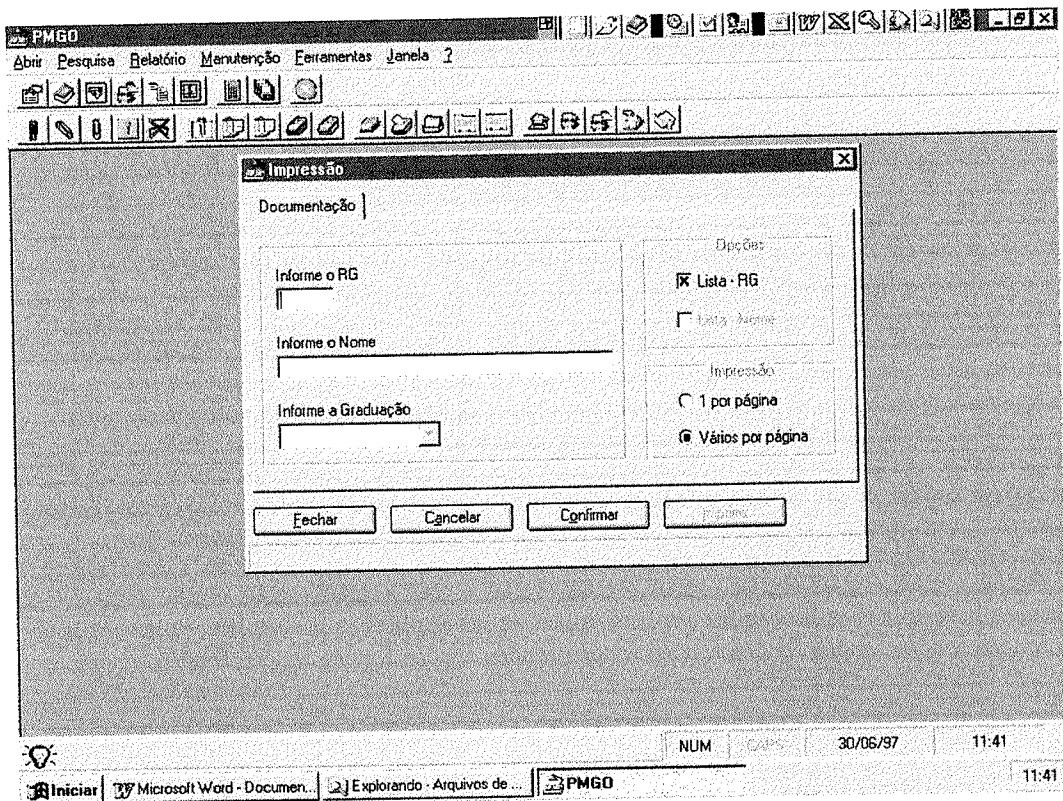 PMGO
Abrir Pesquisa Relatório Manutenção Ferramentas Janela ?
Impressão
Documentação
Opções
Informe o RG
Lista - RG
Lista - Nome
Informe o Nome
Impressão
1 por página
Informe a Graduação
Vários por página
Fechar Cancelar Confirmar
NUM CAPS 30/06/97 11:41
Iniciar Microsoft Word - Documen... Explorando - Arquivos de ... PMGO 11:41